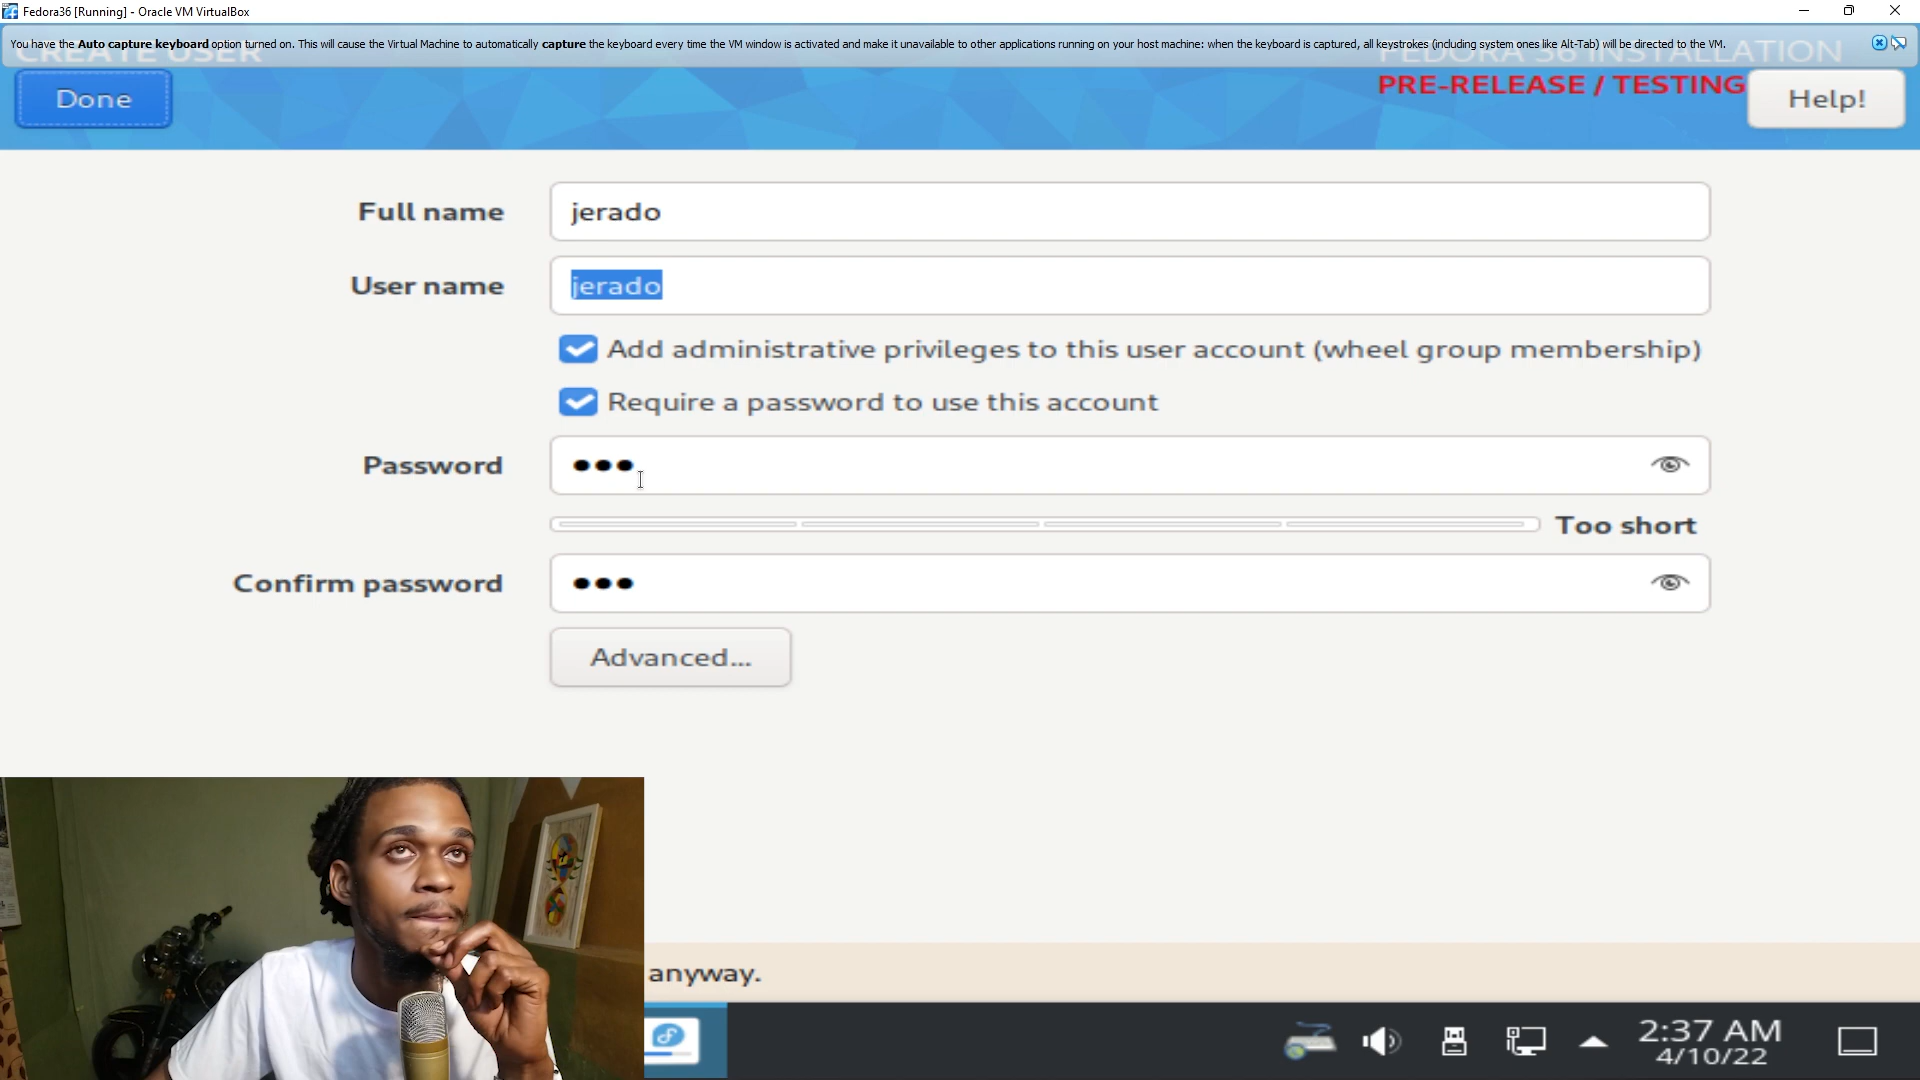 Fedora36 [Running] - Oracle VM VirtualBox
You have the Auto capture keyboard option turned on. This will cause the Virtual Machine to automatically capture the keyboard every time the VM window is activated and make it unavailable to other applications running on your host machine: when the keyboard is captured, all keystrokes (including system ones like Alt-Tab) will be directed to the VM.
CREATE USER
FEDORA 36 INSTALLATION
Done
PRE-RELEASE / TESTING
Help!
Full name
jerado
User name
jerado
Add administrative privileges to this user account (wheel group membership)
Require a password to use this account
Password
•••
Too short
Confirm password
•••
Advanced...
anyway.
2:37 AM
4/10/22